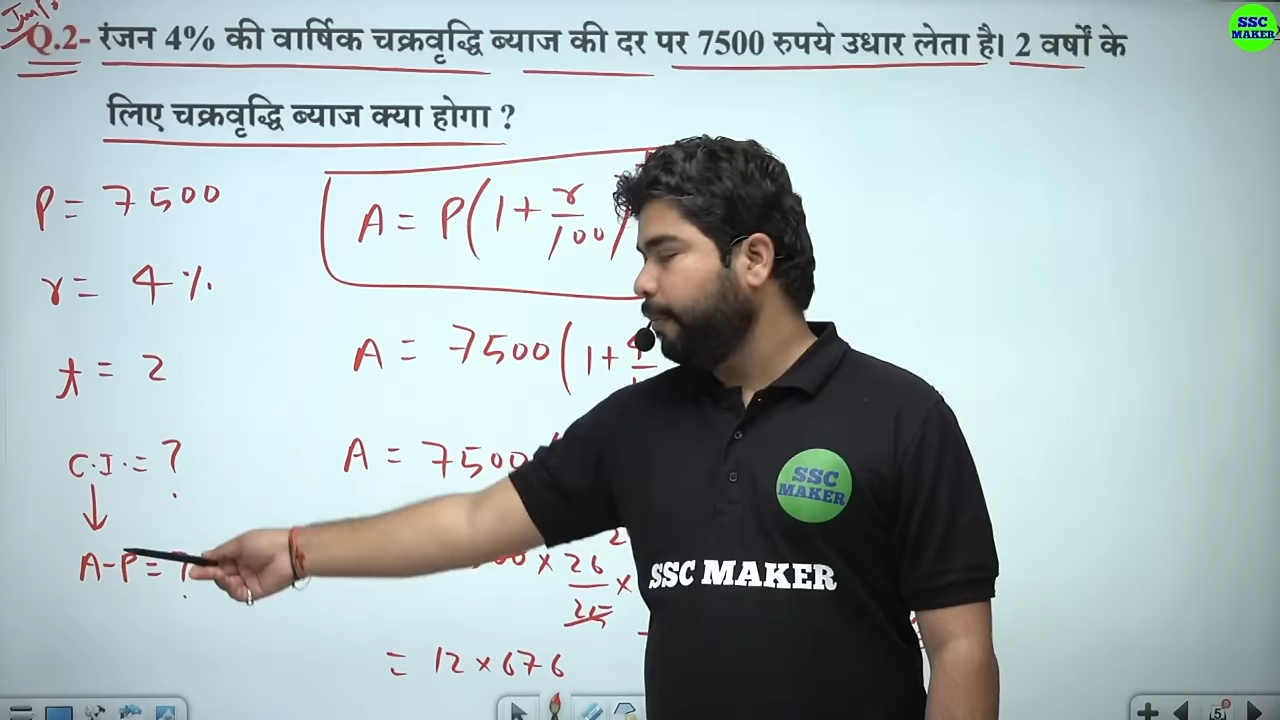 Q.2- रंजन 4% की वार्षिक चक्रवृद्धि ब्याज की दर पर 7500 रुपये उधार लेता है। 2 वर्षों के
लिए चक्रवृद्धि ब्याज क्या होगा ?
SSC
MAKER
P = 7500
r = 4 %
t = 2
C.I. = ?
A-P = ?
A = P(1+ r/100)
A = 7500(1+
A = 7500
× 26/25 ×
= 12 × 676
SSC
MAKER
SSC MAKER
5